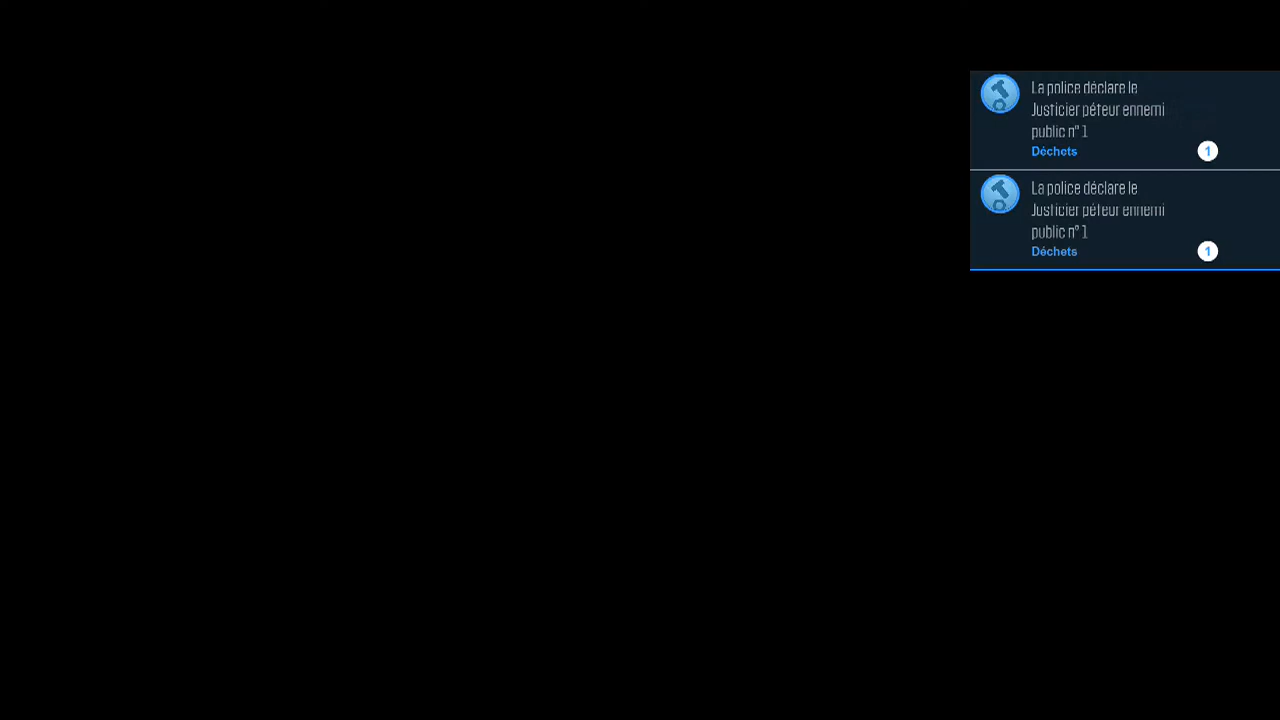 La police déclare le
Justicier péteur ennemi
public n° 1
Déchets
1
La police déclare le
Justicier péteur ennemi
public n° 1
Déchets
1